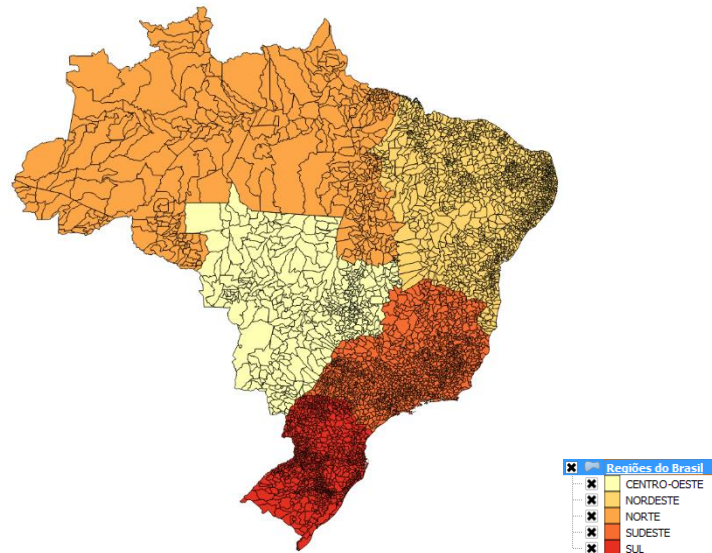 Regiões do Brasil
CENTRO-OESTE
NORDESTE
NORTE
SUDESTE
SUL